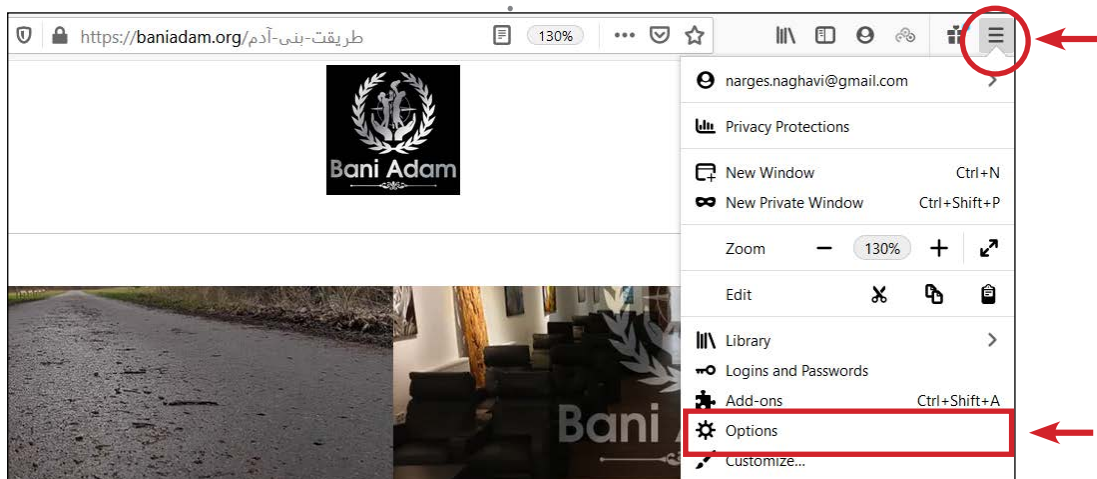 https://baniadam.org/طریقت-بنی-آدم
130%
Bani Adam
narges.naghavi@gmail.com
Privacy Protections
New Window Ctrl+N
New Private Window Ctrl+Shift+P
Zoom 130%
Edit
Library
Logins and Passwords
Add-ons Ctrl+Shift+A
Options
Customize...
Bani